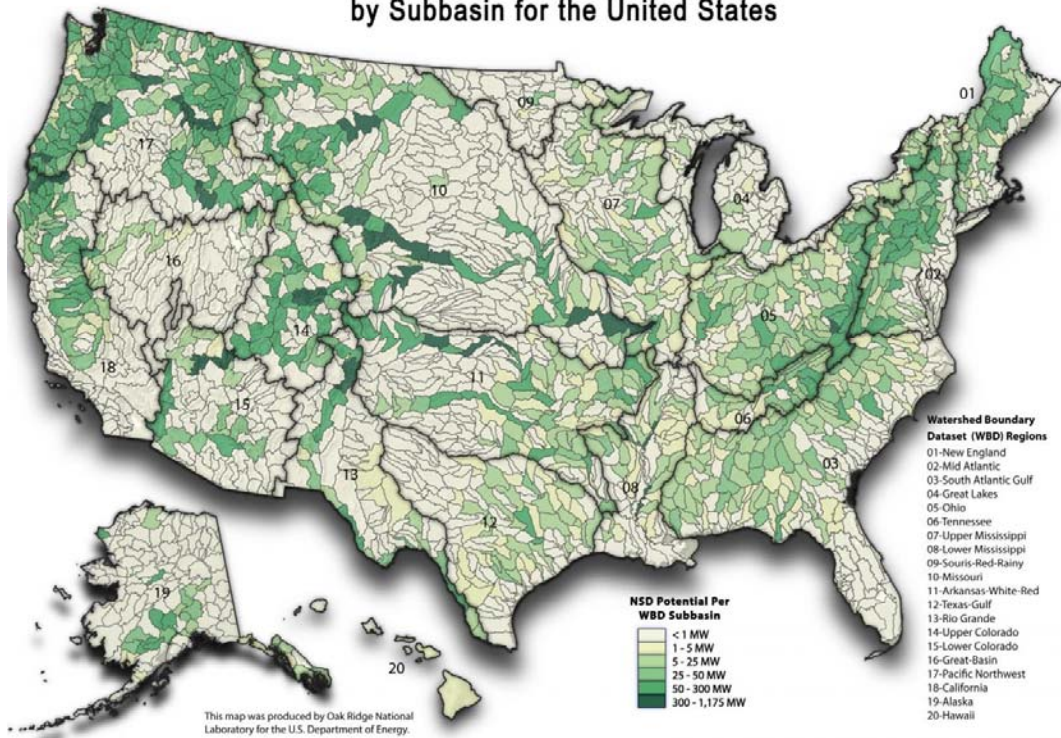 by Subbasin for the United States
01
09
17
10
07
04
16
02
05
14
18
11
15
06
03
13
08
12
19
20
Watershed Boundary
Dataset (WBD) Regions
01-New England
02-Mid Atlantic
03-South Atlantic Gulf
04-Great Lakes
05-Ohio
06-Tennessee
07-Upper Mississippi
08-Lower Mississippi
09-Souris-Red-Rainy
10-Missouri
11-Arkansas-White-Red
12-Texas-Gulf
13-Rio Grande
14-Upper Colorado
15-Lower Colorado
16-Great-Basin
17-Pacific Northwest
18-California
19-Alaska
20-Hawaii
NSD Potential Per
WBD Subbasin
< 1 MW
1 - 5 MW
5 - 25 MW
25 - 50 MW
50 - 300 MW
300 - 1,175 MW
This map was produced by Oak Ridge National
Laboratory for the U.S. Department of Energy.